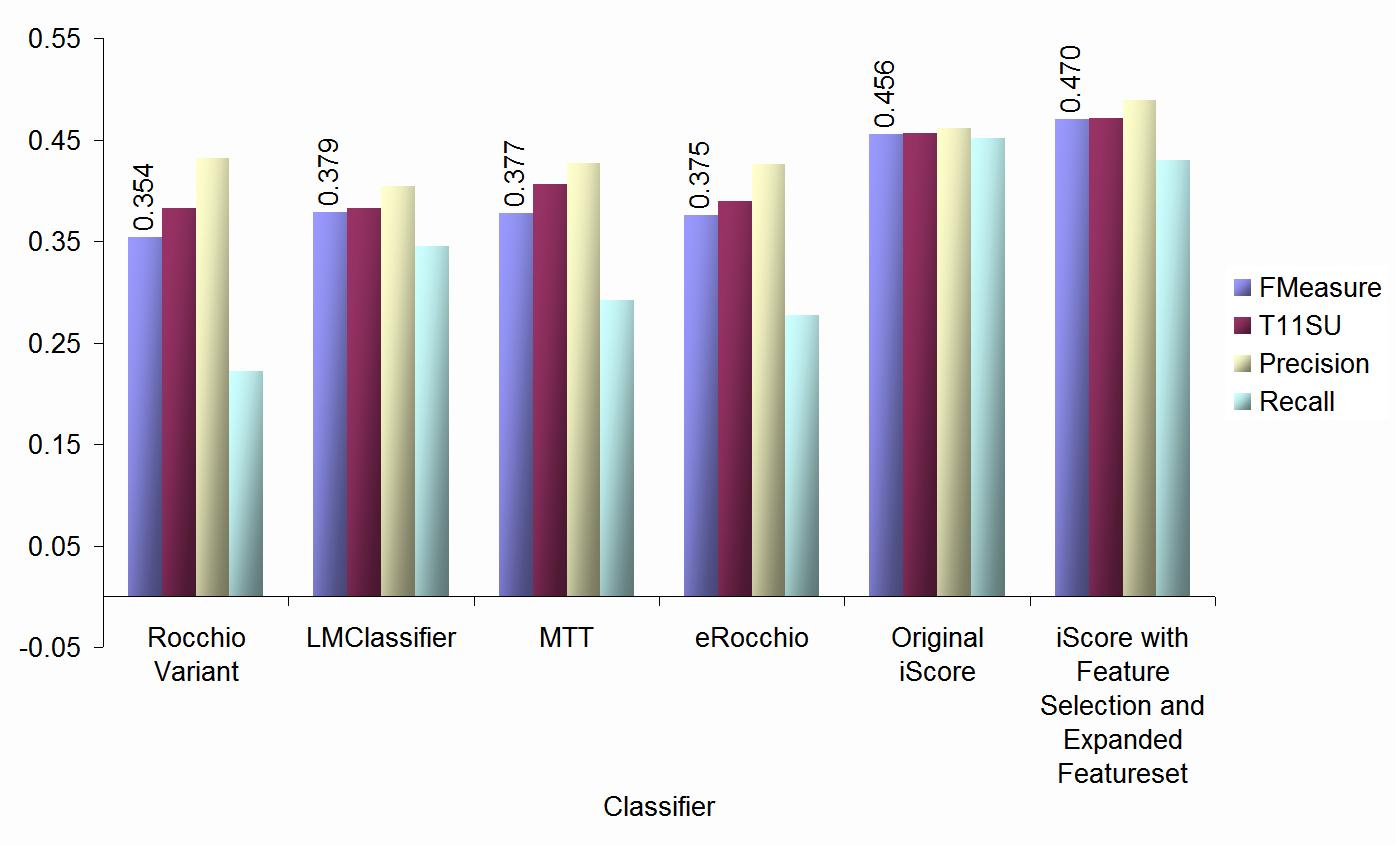 0.55
0.45
0.35
0.25
0.15
0.05
-0.05
0.354
0.379
0.377
0.375
0.456
0.470
Rocchio
Variant
LMClassifier
MTT
eRocchio
Original
iScore
iScore with
Feature
Selection and
Expanded
Featureset
Classifier
FMeasure
T11SU
Precision
Recall